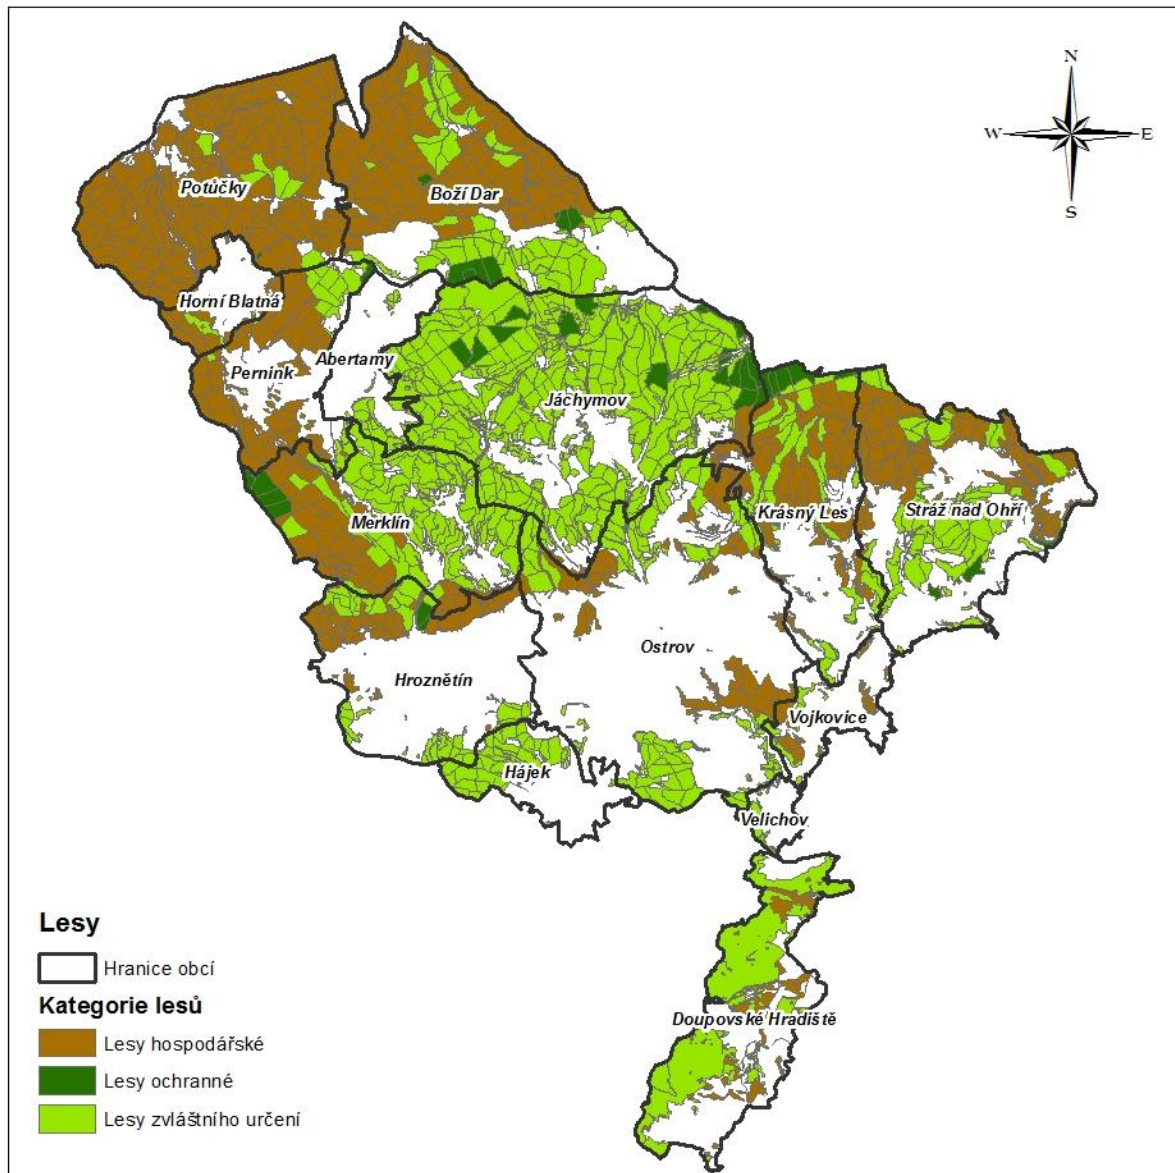 N
W E
S
Potůčky
Boží Dar
Horní Blatná
Abertamy
Pernink
Jáchymov
Merklín
Krásný Les
Stráž nad Ohří
Ostrov
Hroznětín
Vojkovice
Hájek
Velichov
Doupovské Hradiště
Lesy
Hranice obcí
Kategorie lesů
Lesy hospodářské
Lesy ochranné
Lesy zvláštního určení